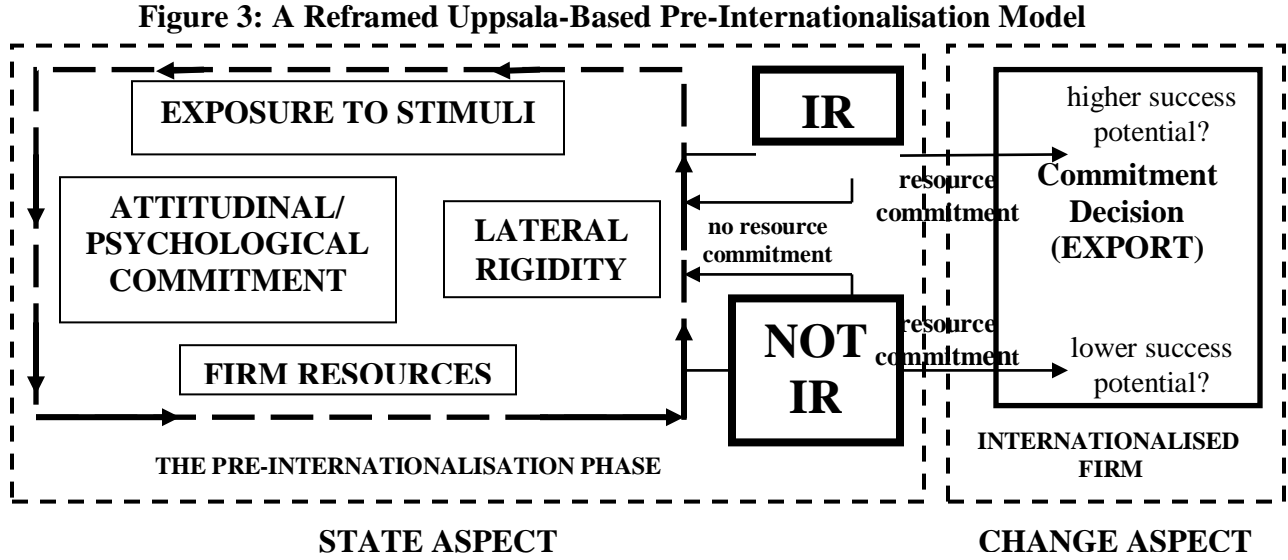 Figure 3: A Reframed Uppsala-Based Pre-Internationalisation Model
EXPOSURE TO STIMULI
ATTITUDINAL/
PSYCHOLOGICAL
COMMITMENT
LATERAL
RIGIDITY
FIRM RESOURCES
THE PRE-INTERNATIONALISATION PHASE
IR
no resource
commitment
NOT
IR
resource
commitment
resource
commitment
higher success
potential?
Commitment
Decision
(EXPORT)
lower success
potential?
INTERNATIONALISED
FIRM
STATE ASPECT
CHANGE ASPECT